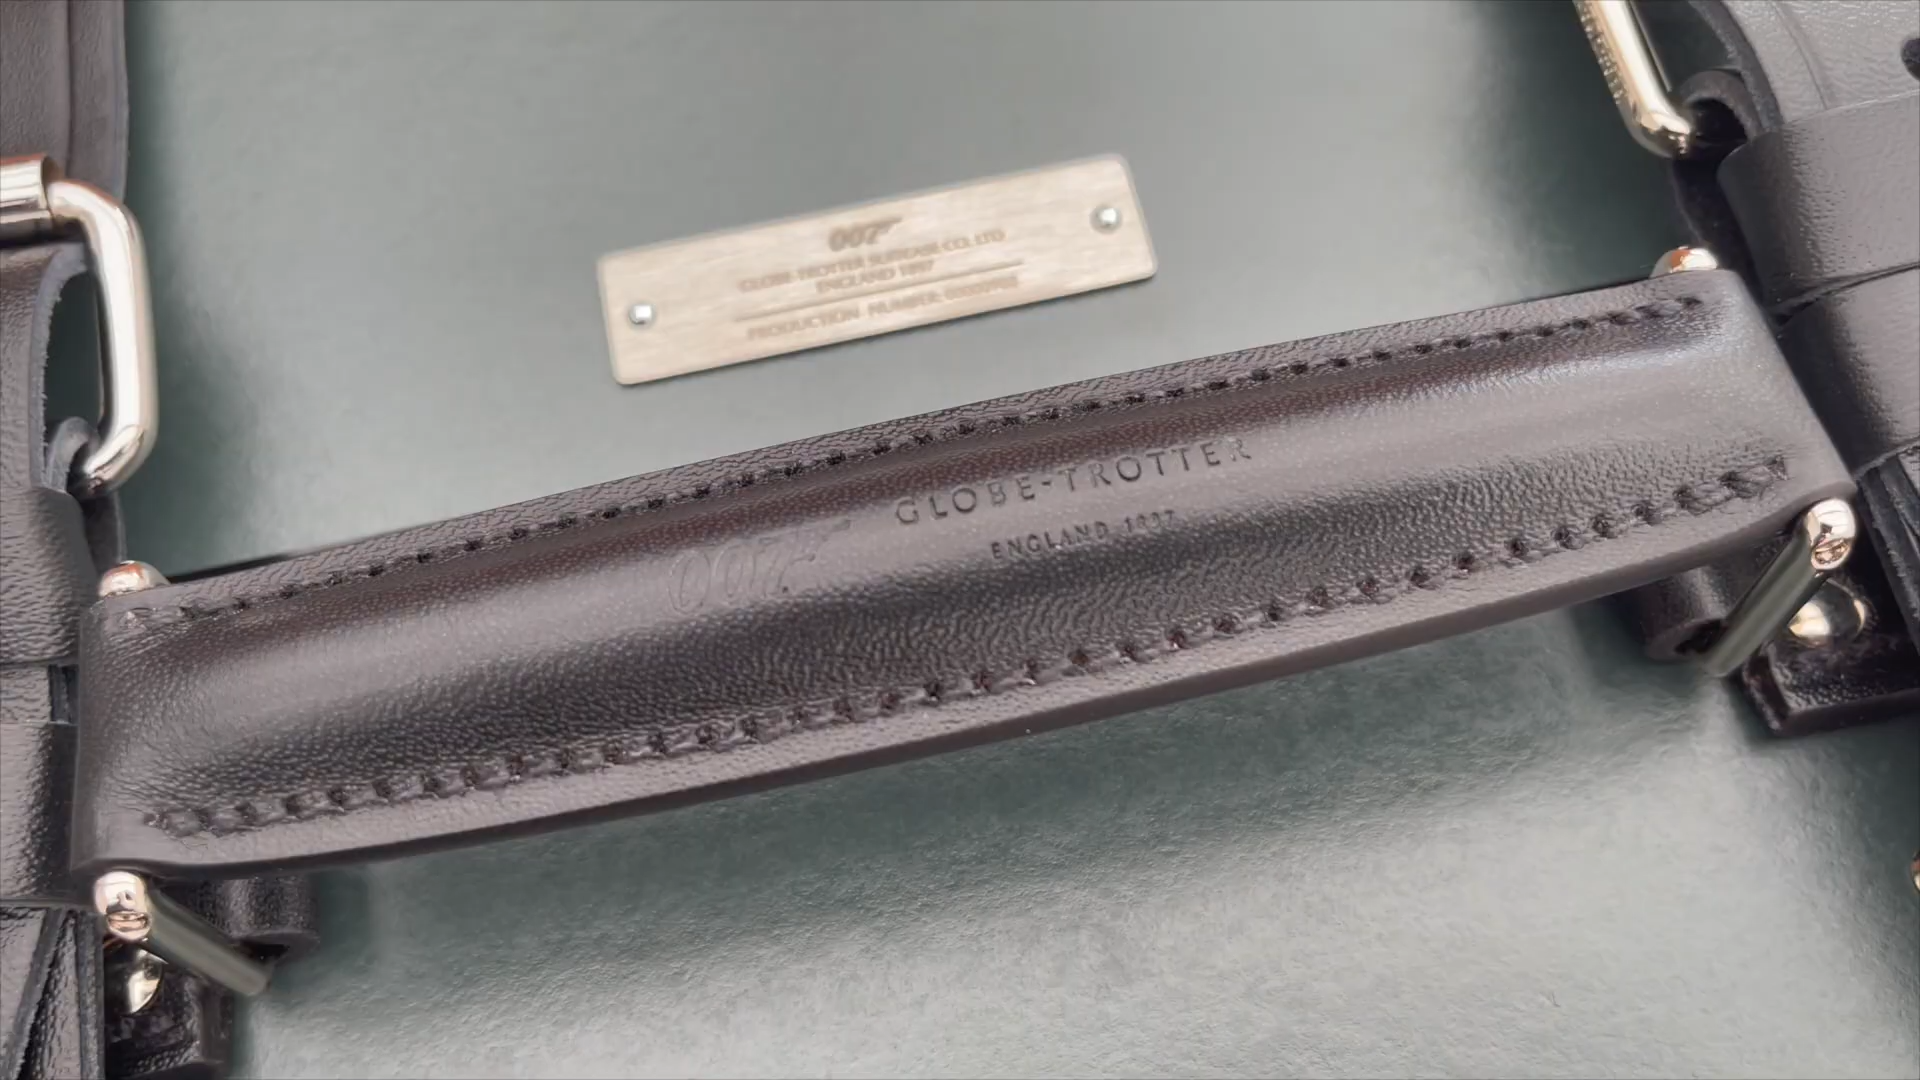 007
GLOBE-TROTTER SUITCASE CO. LTD
ENGLAND 1897
PRODUCTION NUMBER:
GLOBE-TROTTER
007
ENGLAND 1897